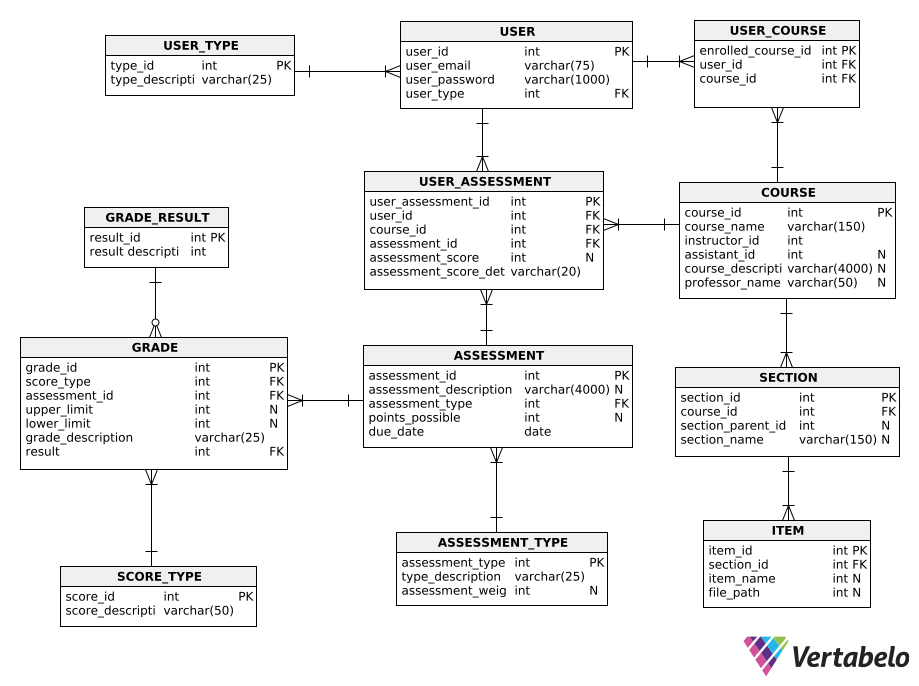 USER_TYPE
type_id int PK
type_descripti varchar(25)
USER
user_id int PK
user_email varchar(75)
user_password varchar(1000)
user_type int FK
USER_COURSE
enrolled_course_id int PK
user_id int FK
course_id int FK
USER_ASSESSMENT
user_assessment_id int PK
user_id int FK
course_id int FK
assessment_id int FK
assessment_score int N
assessment_score_det varchar(20)
COURSE
course_id int PK
course_name varchar(150)
instructor_id int
assistant_id int N
course_descripti varchar(4000) N
professor_name varchar(50) N
GRADE_RESULT
result_id int PK
result descripti int
GRADE
grade_id int PK
score_type int FK
assessment_id int FK
upper_limit int N
lower_limit int N
grade_description varchar(25)
result int FK
ASSESSMENT
assessment_id int PK
assessment_description varchar(4000) N
assessment_type int FK
points_possible int N
due_date date
SECTION
section_id int PK
course_id int FK
section_parent_id int N
section_name varchar(150) N
SCORE_TYPE
score_id int PK
score_descripti varchar(50)
ASSESSMENT_TYPE
assessment_type int PK
type_description varchar(25)
assessment_weig int N
ITEM
item_id int PK
section_id int FK
item_name int N
file_path int N
Vertabelo